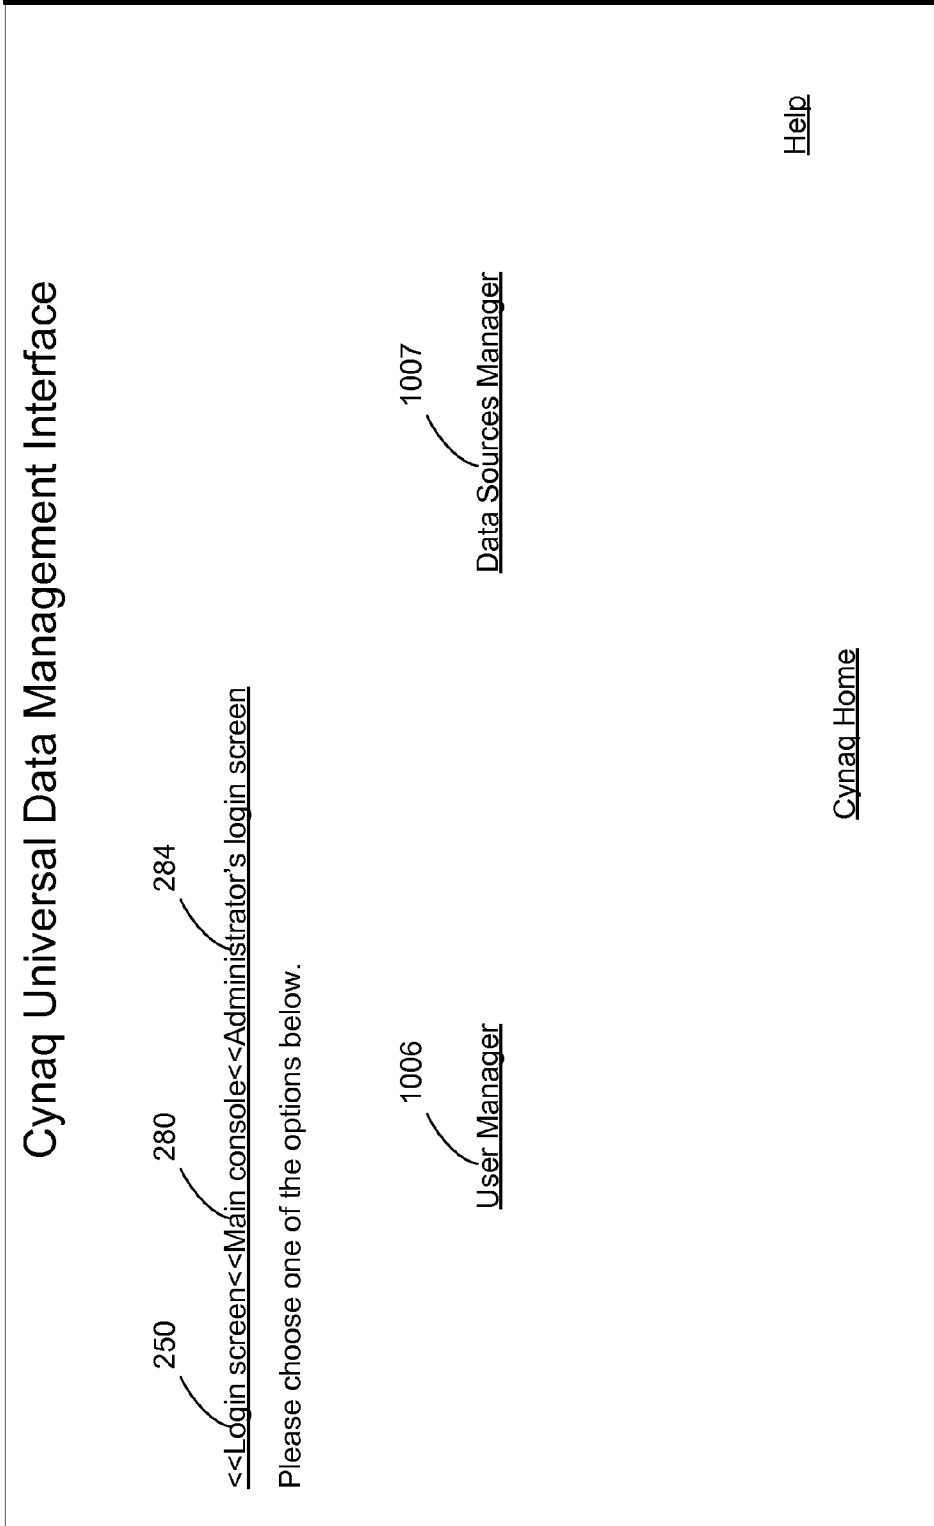 Cynaq Universal Data Management Interface
250 280 284
<<Login screen<<Main console<<Administrator's login screen
Please choose one of the options below.
1006 1007
User Manager Data Sources Manager
Help
Cynaq Home